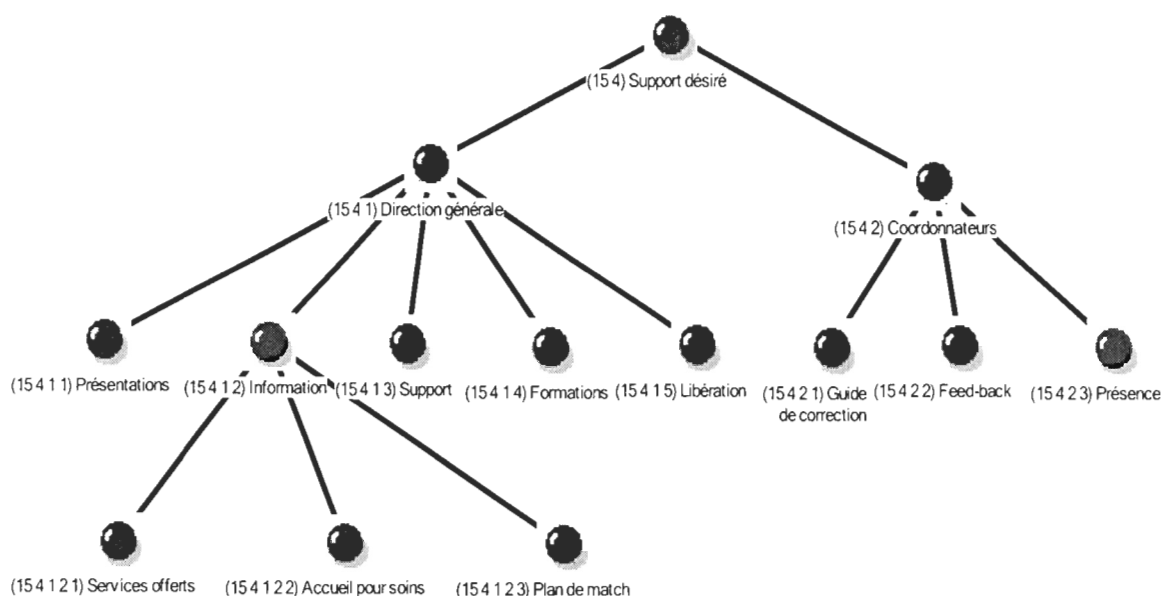 (15 4) Support désiré
(15 4 1) Direction générale
(15 4 2) Coordonnateurs
(15 4 1 1) Présentations
(15 4 1 2) Information
(15 4 1 3) Support
(15 4 1 4) Formations
(15 4 1 5) Libération
(15 4 2 1) Guide
de correction
(15 4 2 2) Feed-back
(15 4 2 3) Présence
(15 4 1 2 1) Services offerts
(15 4 1 2 2) Accueil pour soins
(15 4 1 2 3) Plan de match